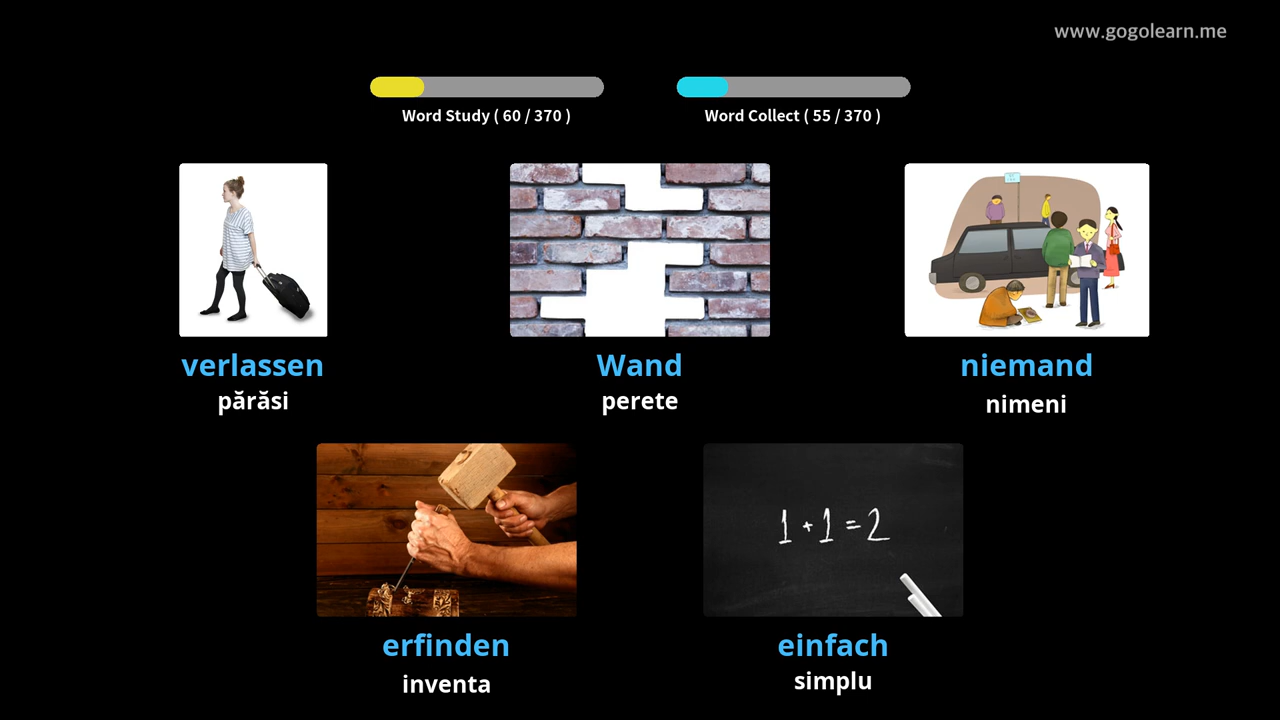 www.gogolearn.me
Word Study ( 60 / 370 )
Word Collect ( 55 / 370 )
verlassen
părăsi
Wand
perete
niemand
nimeni
erfinden
inventa
einfach
simplu
1 + 1 = 2